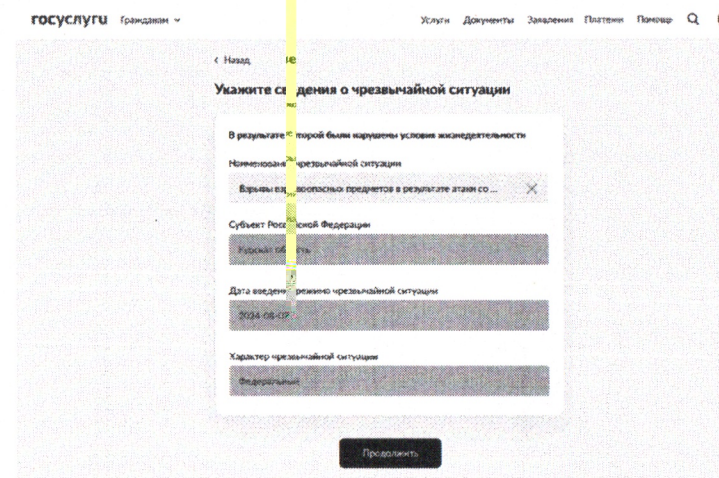 госуслуги Гражданам Услуги Документы Заявления Платежи Помощь
Назад
Укажите сведения о чрезвычайной ситуации
В результате которой были нарушены условия жизнедеятельности
Наименование чрезвычайной ситуации
Взрывы взрывоопасных предметов в результате атаки со ...
Субъект Российской Федерации
Курская область
Дата введения режима чрезвычайной ситуации
2024-08-07
Характер чрезвычайной ситуации
Федеральный
Продолжить